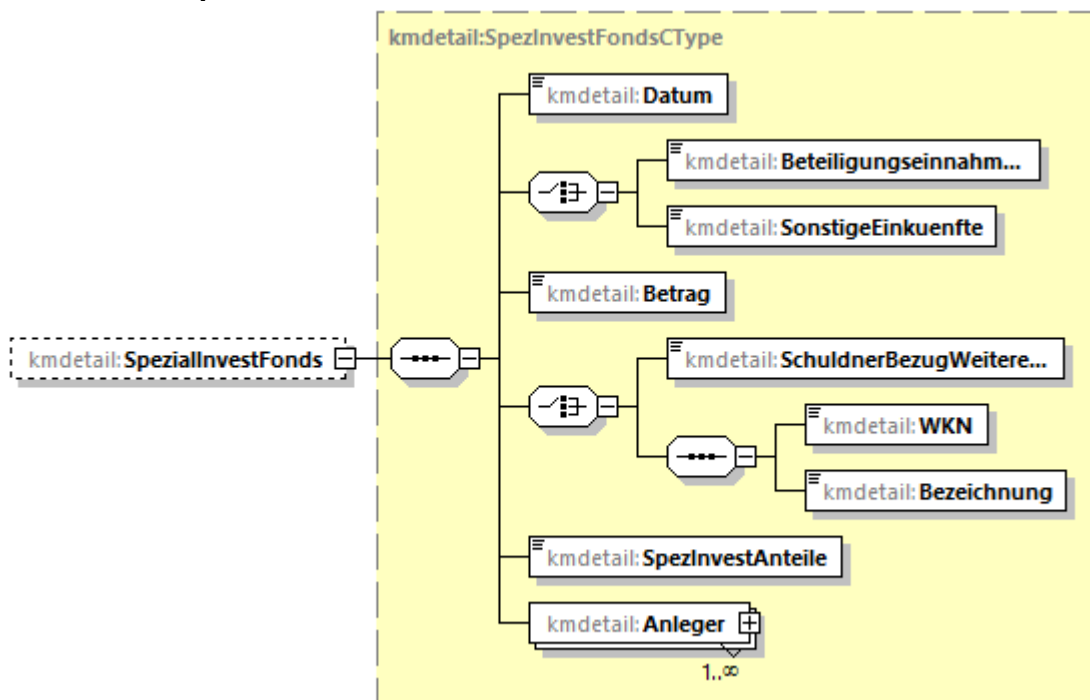 kmdetail:SpezInvestFondsCType
kmdetail:Datum
kmdetail:Beteiligungseinnahm...
kmdetail:SonstigeEinkuenfte
kmdetail:Betrag
kmdetail:SpezialInvestFonds
kmdetail:SchuldnerBezugWeitere...
kmdetail:WKN
kmdetail:Bezeichnung
kmdetail:SpezInvestAnteile
kmdetail:Anleger
1..∞